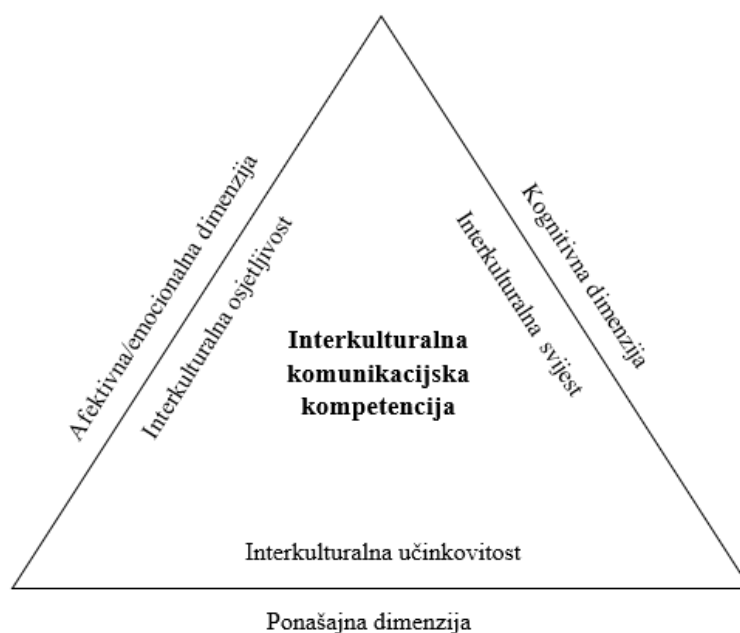 Afektivna/emocionalna dimenzija
Interkulturalna osjetljivost
Interkulturalna
komunikacijska
kompetencija
Interkulturalna svijest
Kognitivna dimenzija
Interkulturalna učinkovitost
Ponašajna dimenzija